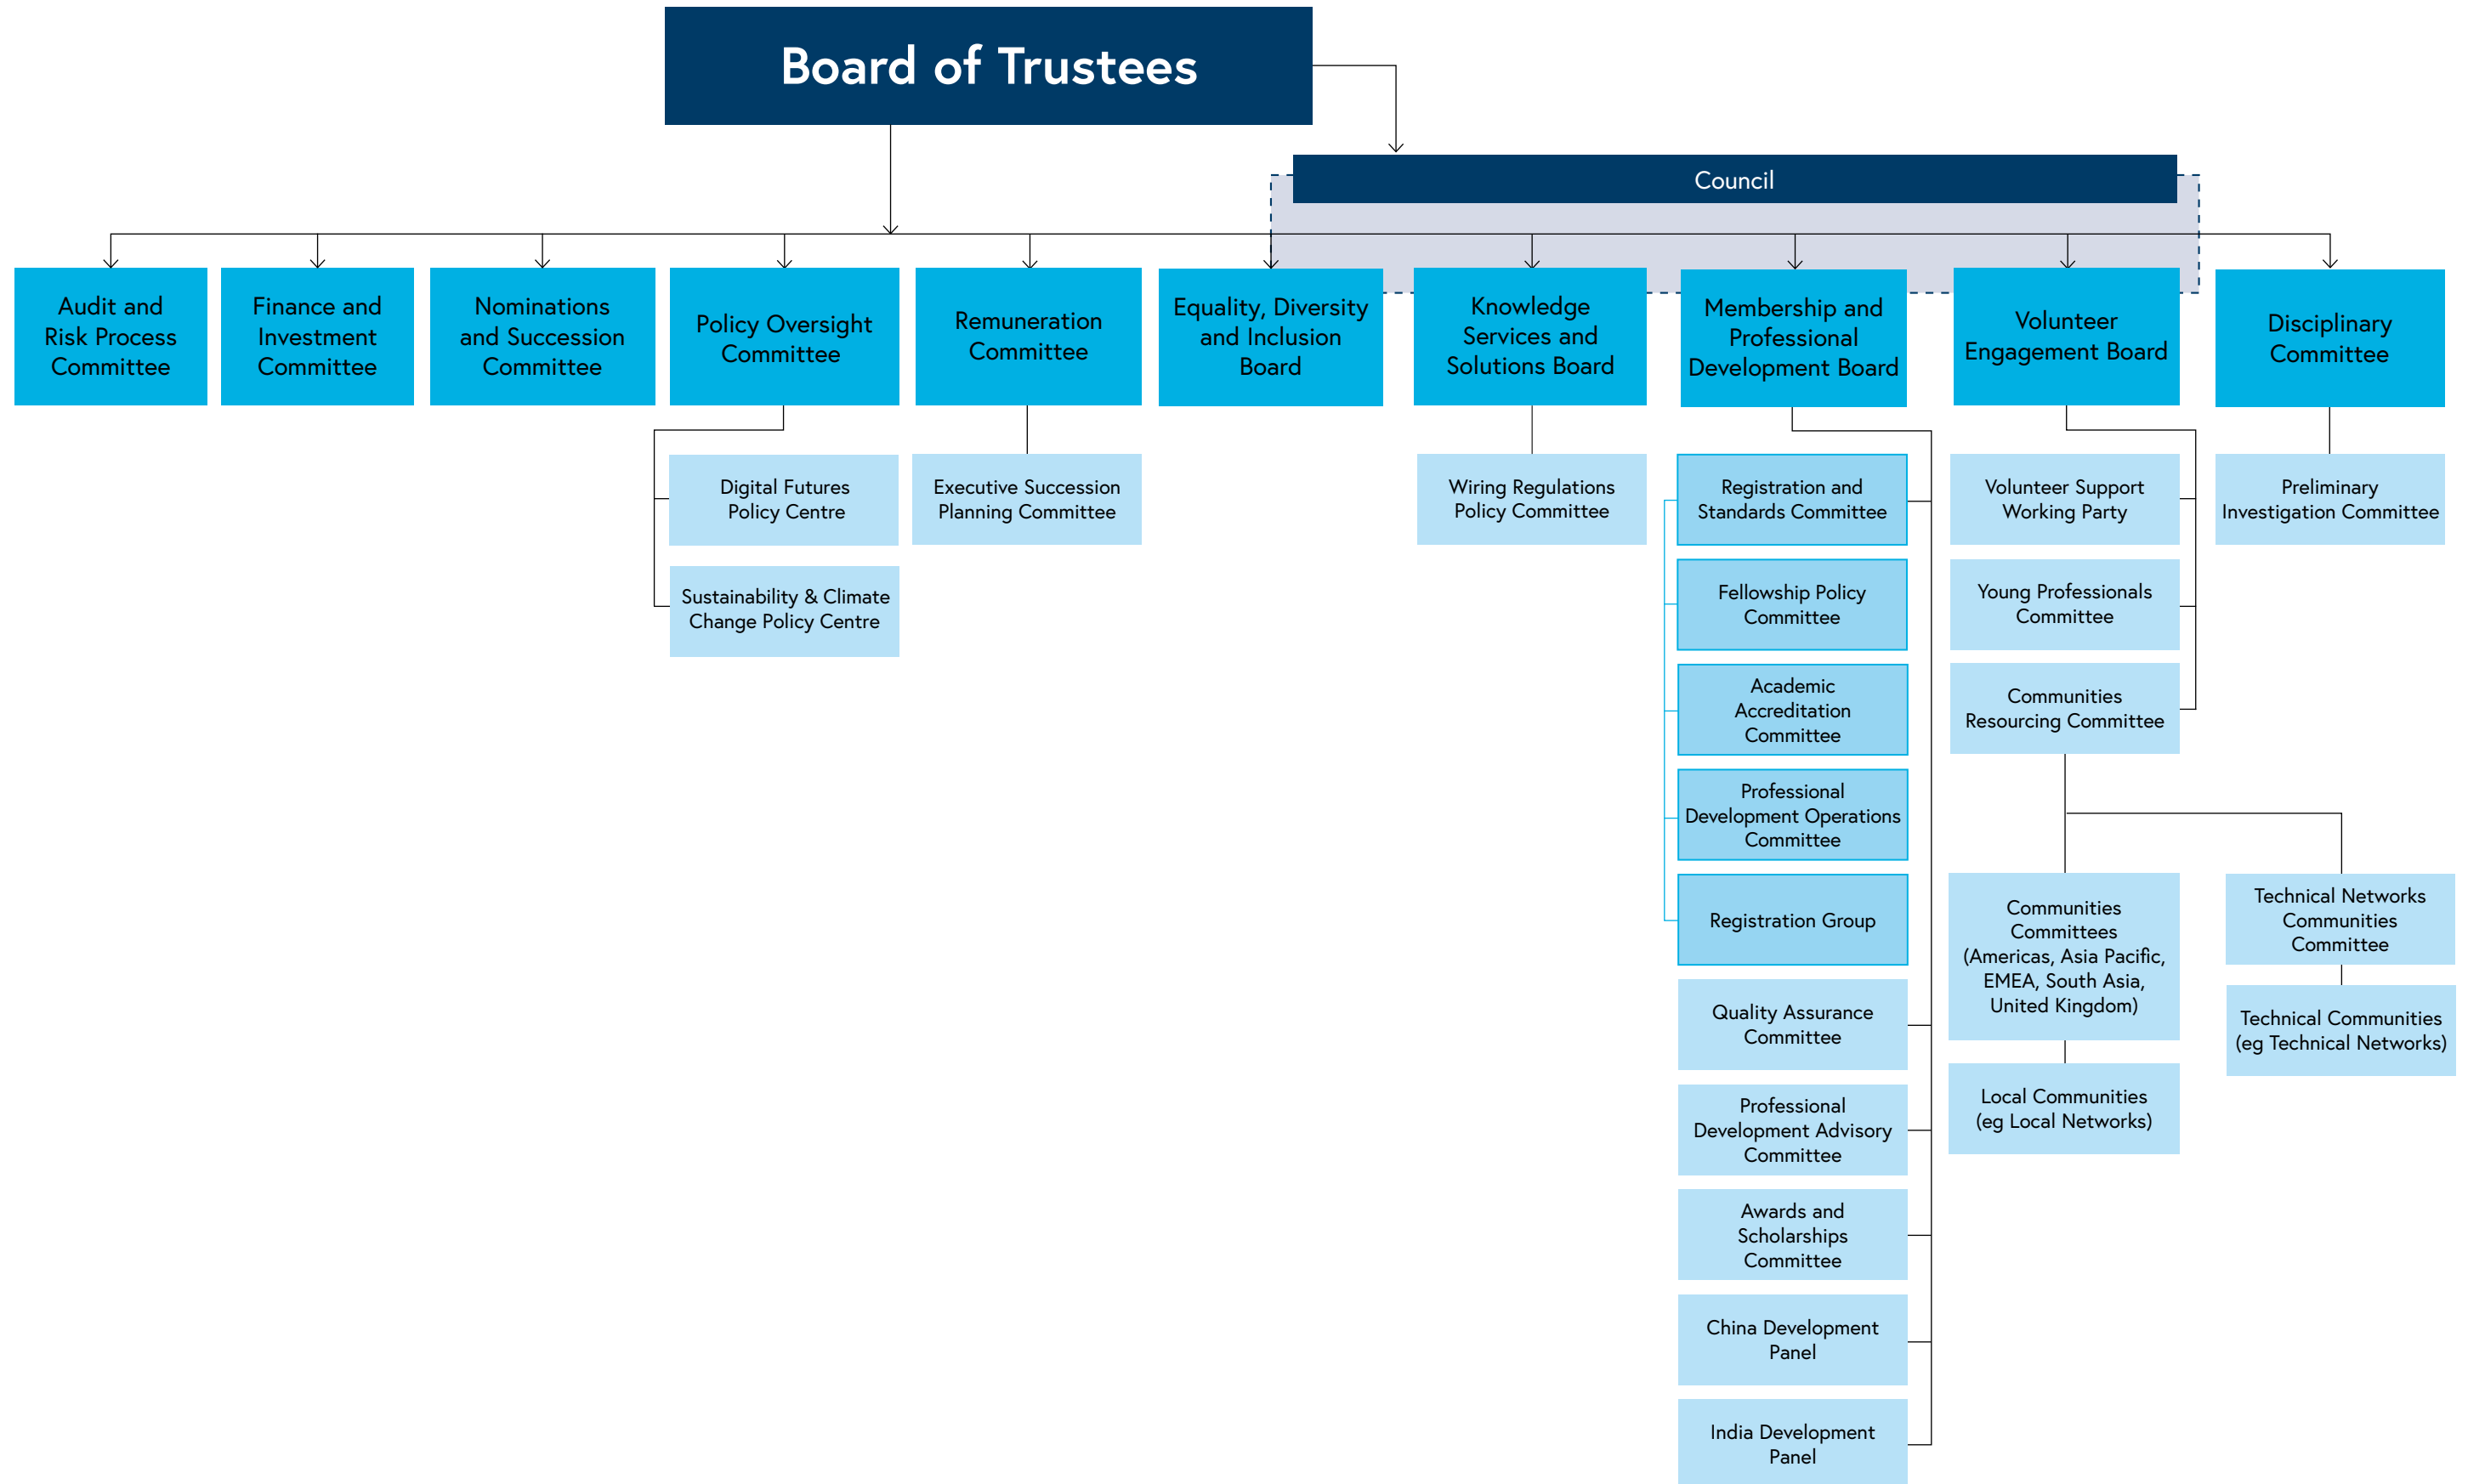 Board of Trustees
Council
Audit and
Risk Process
Committee
Finance and
Investment
Committee
Nominations
and Succession
Committee
Policy Oversight
Committee
Remuneration
Committee
Equality, Diversity
and Inclusion
Board
Knowledge
Services and
Solutions Board
Membership and
Professional
Development Board
Volunteer
Engagement Board
Disciplinary
Committee
Digital Futures
Policy Centre
Sustainability & Climate
Change Policy Centre
Executive Succession
Planning Committee
Wiring Regulations
Policy Committee
Registration and
Standards Committee
Fellowship Policy
Committee
Academic
Accreditation
Committee
Professional
Development Operations
Committee
Registration Group
Quality Assurance
Committee
Professional
Development Advisory
Committee
Awards and
Scholarships
Committee
China Development
Panel
India Development
Panel
Volunteer Support
Working Party
Young Professionals
Committee
Communities
Resourcing Committee
Communities
Committees
(Americas, Asia Pacific,
EMEA, South Asia,
United Kingdom)
Local Communities
(eg Local Networks)
Technical Networks
Communities
Committee
Technical Communities
(eg Technical Networks)
Preliminary
Investigation Committee